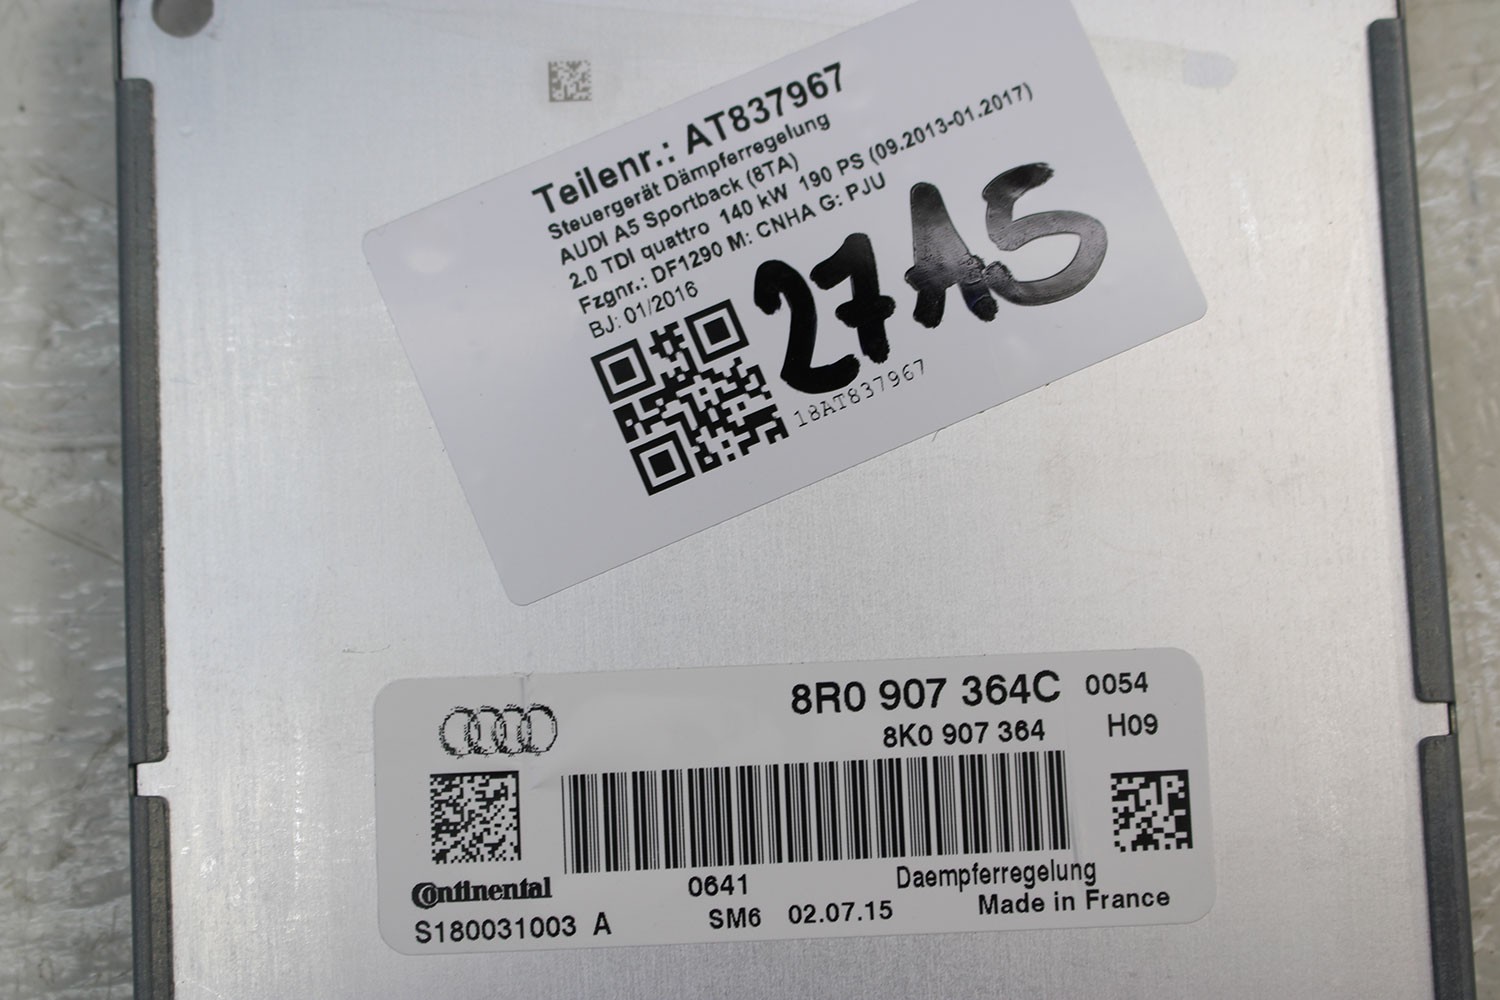 Teilenr.: AT837967
Steuergerät Dämpferregelung
AUDI A5 Sportback (8TA)
2.0 TDI quattro 140 kW 190 PS (09.2013-01.2017)
Fzgnr.: DF1290 M: CNHA G: PJU
BJ: 01/2016
27 A5
18AT837967
8R0 907 364C 0054
8K0 907 364 H09
Continental
0641 Daempferregelung
S180031003 A SM6 02.07.15 Made in France